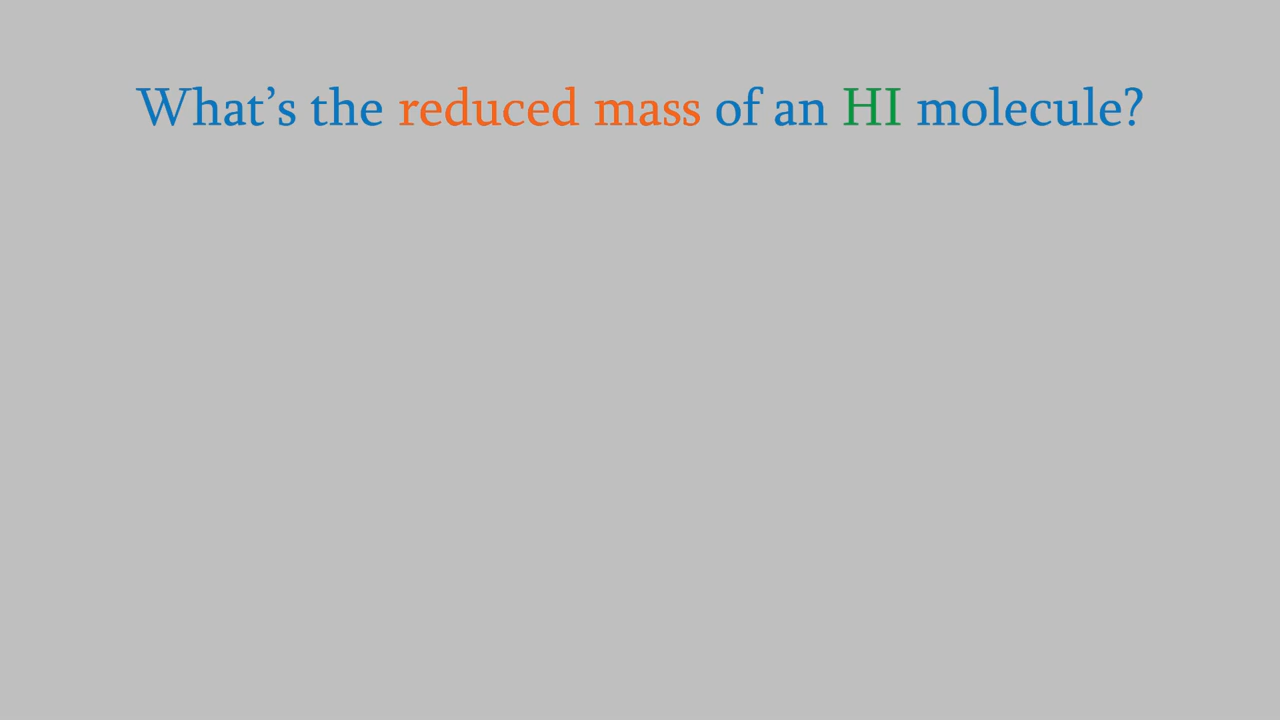 What’s the reduced mass of an HI molecule?